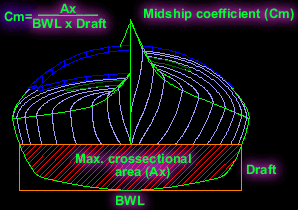 Cm= Ax
BWL x Draft
Midship coefficient (Cm)
Max. crossectional
area (Ax)
Draft
BWL